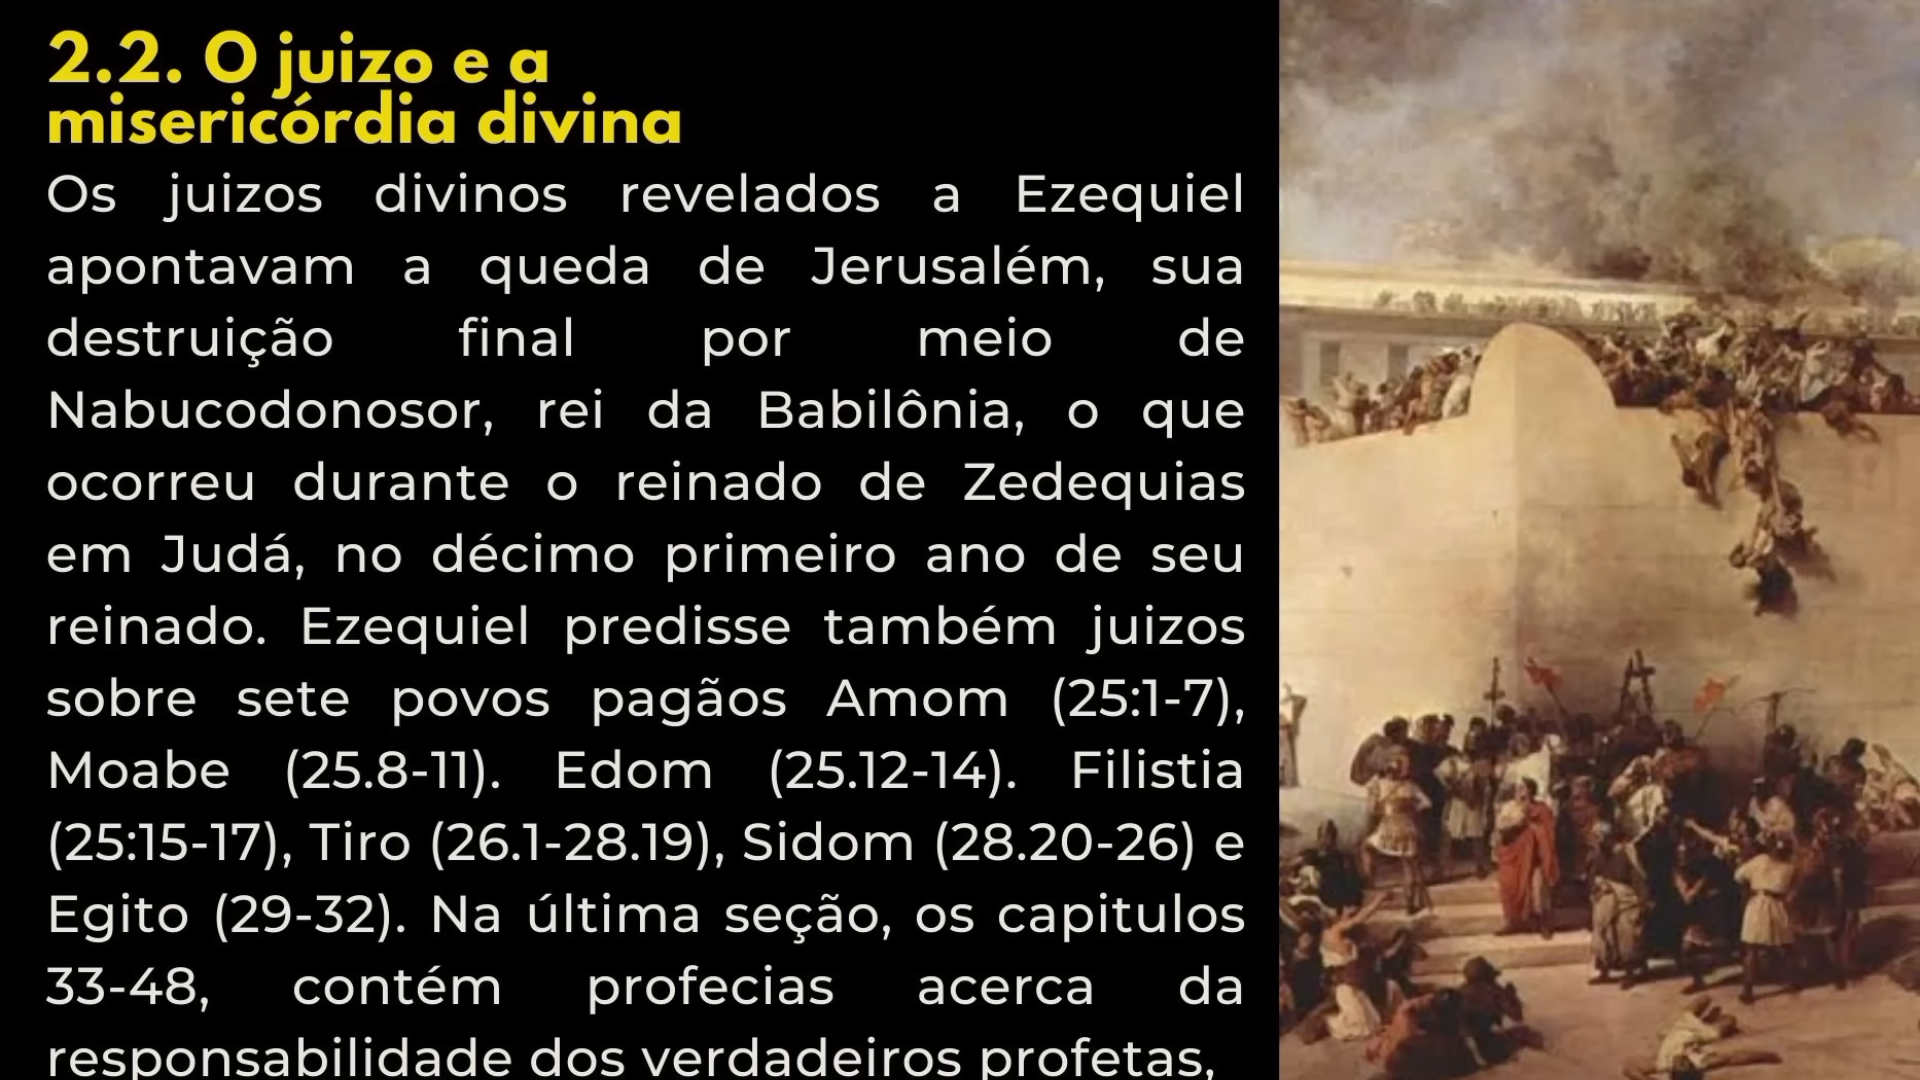 2.2. O juizo e a
misericórdia divina
Os juizos divinos revelados a Ezequiel
apontavam a queda de Jerusalém, sua
destruição final por meio de
Nabucodonosor, rei da Babilônia, o que
ocorreu durante o reinado de Zedequias
em Judá, no décimo primeiro ano de seu
reinado. Ezequiel predisse também juizos
sobre sete povos pagãos Amom (25:1-7),
Moabe (25.8-11). Edom (25.12-14). Filistia
(25:15-17), Tiro (26.1-28.19), Sidom (28.20-26) e
Egito (29-32). Na última seção, os capitulos
33-48, contém profecias acerca da
responsabilidade dos verdadeiros profetas,